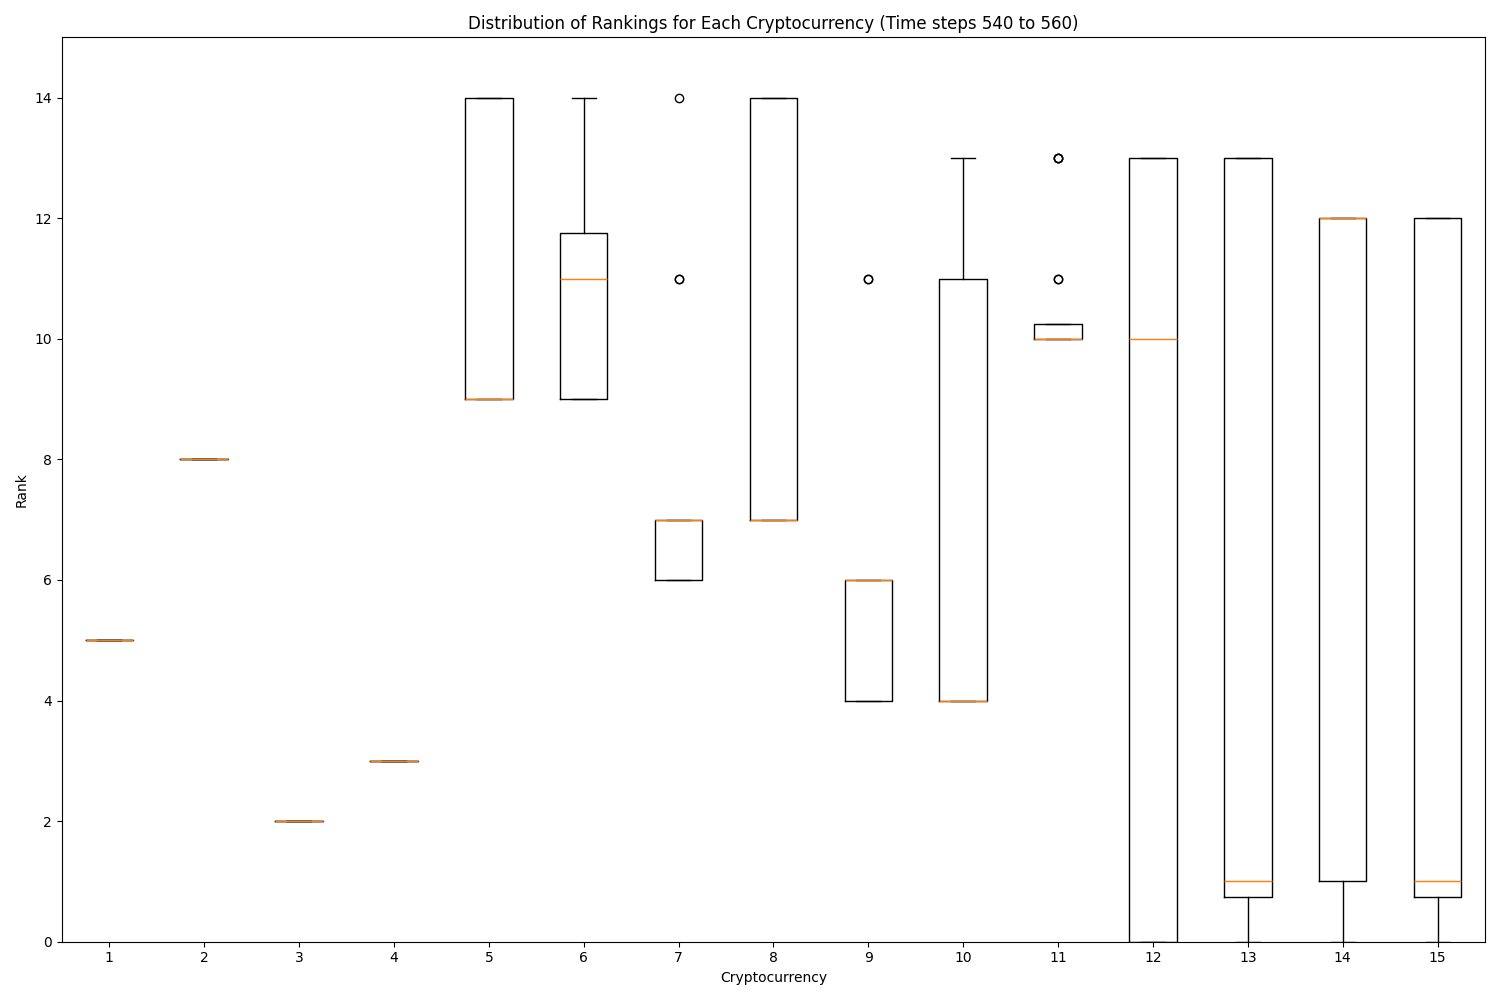 Distribution of Rankings for Each Cryptocurrency (Time steps 540 to 560)
14
12
10
8
6
4
2
0
Rank
1 2 3 4 5 6 7 8 9 10 11 12 13 14 15
Cryptocurrency